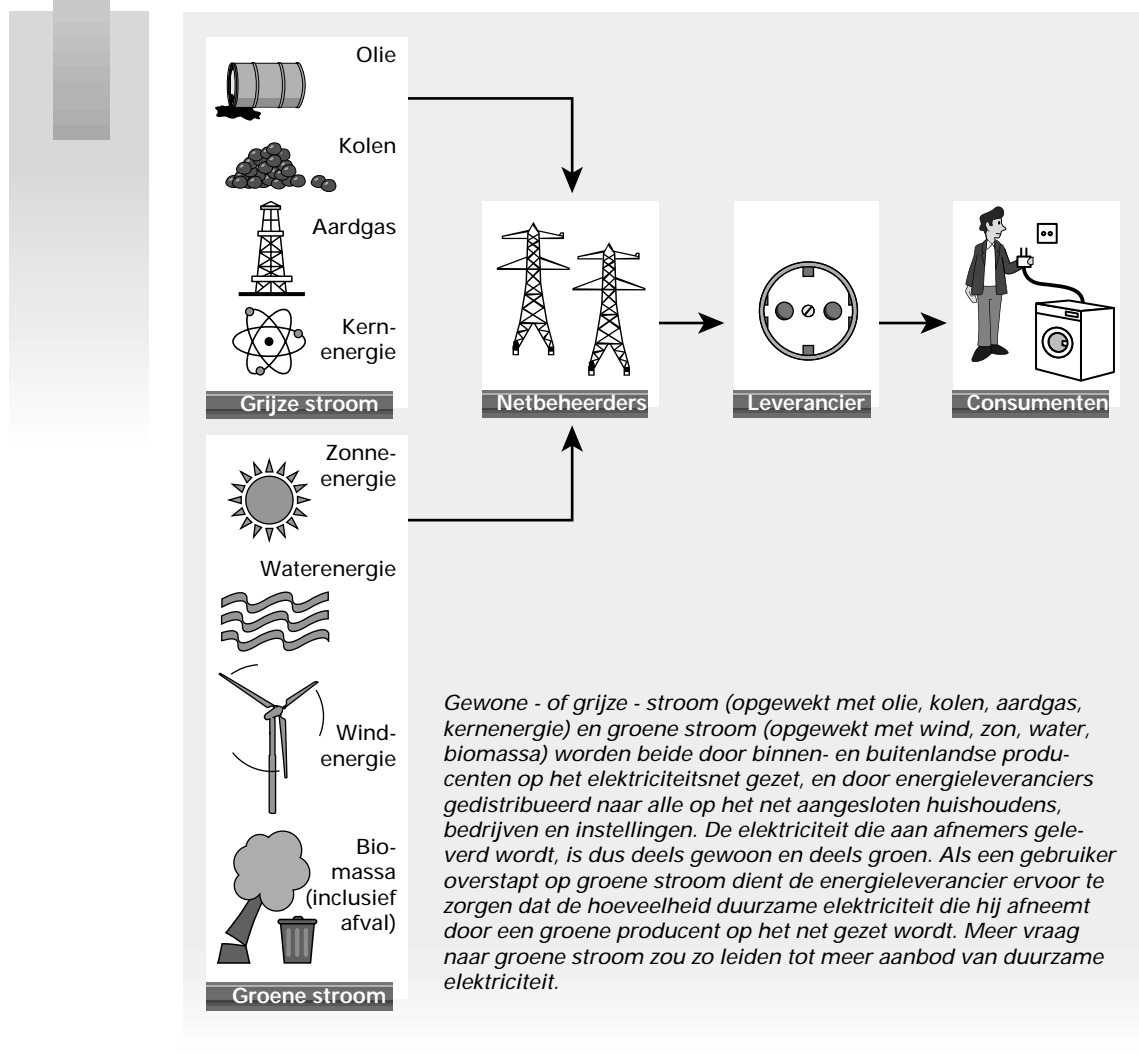 Olie
Kolen
Aardgas
Kern-
energie
Grijze stroom
Netbeheerders
Leverancier
Consumenten
Zonne-
energie
Waterenergie
Wind-
energie
Bio-
massa
(inclusief
afval)
Groene stroom
Gewone - of grijze - stroom (opgewekt met olie, kolen, aardgas,
kernenergie) en groene stroom (opgewekt met wind, zon, water,
biomassa) worden beide door binnen- en buitenlandse produ-
centen op het elektriciteitsnet gezet, en door energieleveranciers
gedistribueerd naar alle op het net aangesloten huishoudens,
bedrijven en instellingen. De elektriciteit die aan afnemers gele-
verd wordt, is dus deels gewoon en deels groen. Als een gebruiker
overstapt op groene stroom dient de energieleverancier ervoor te
zorgen dat de hoeveelheid duurzame elektriciteit die hij afneemt
door een groene producent op het net gezet wordt. Meer vraag
naar groene stroom zou zo leiden tot meer aanbod van duurzame
elektriciteit.